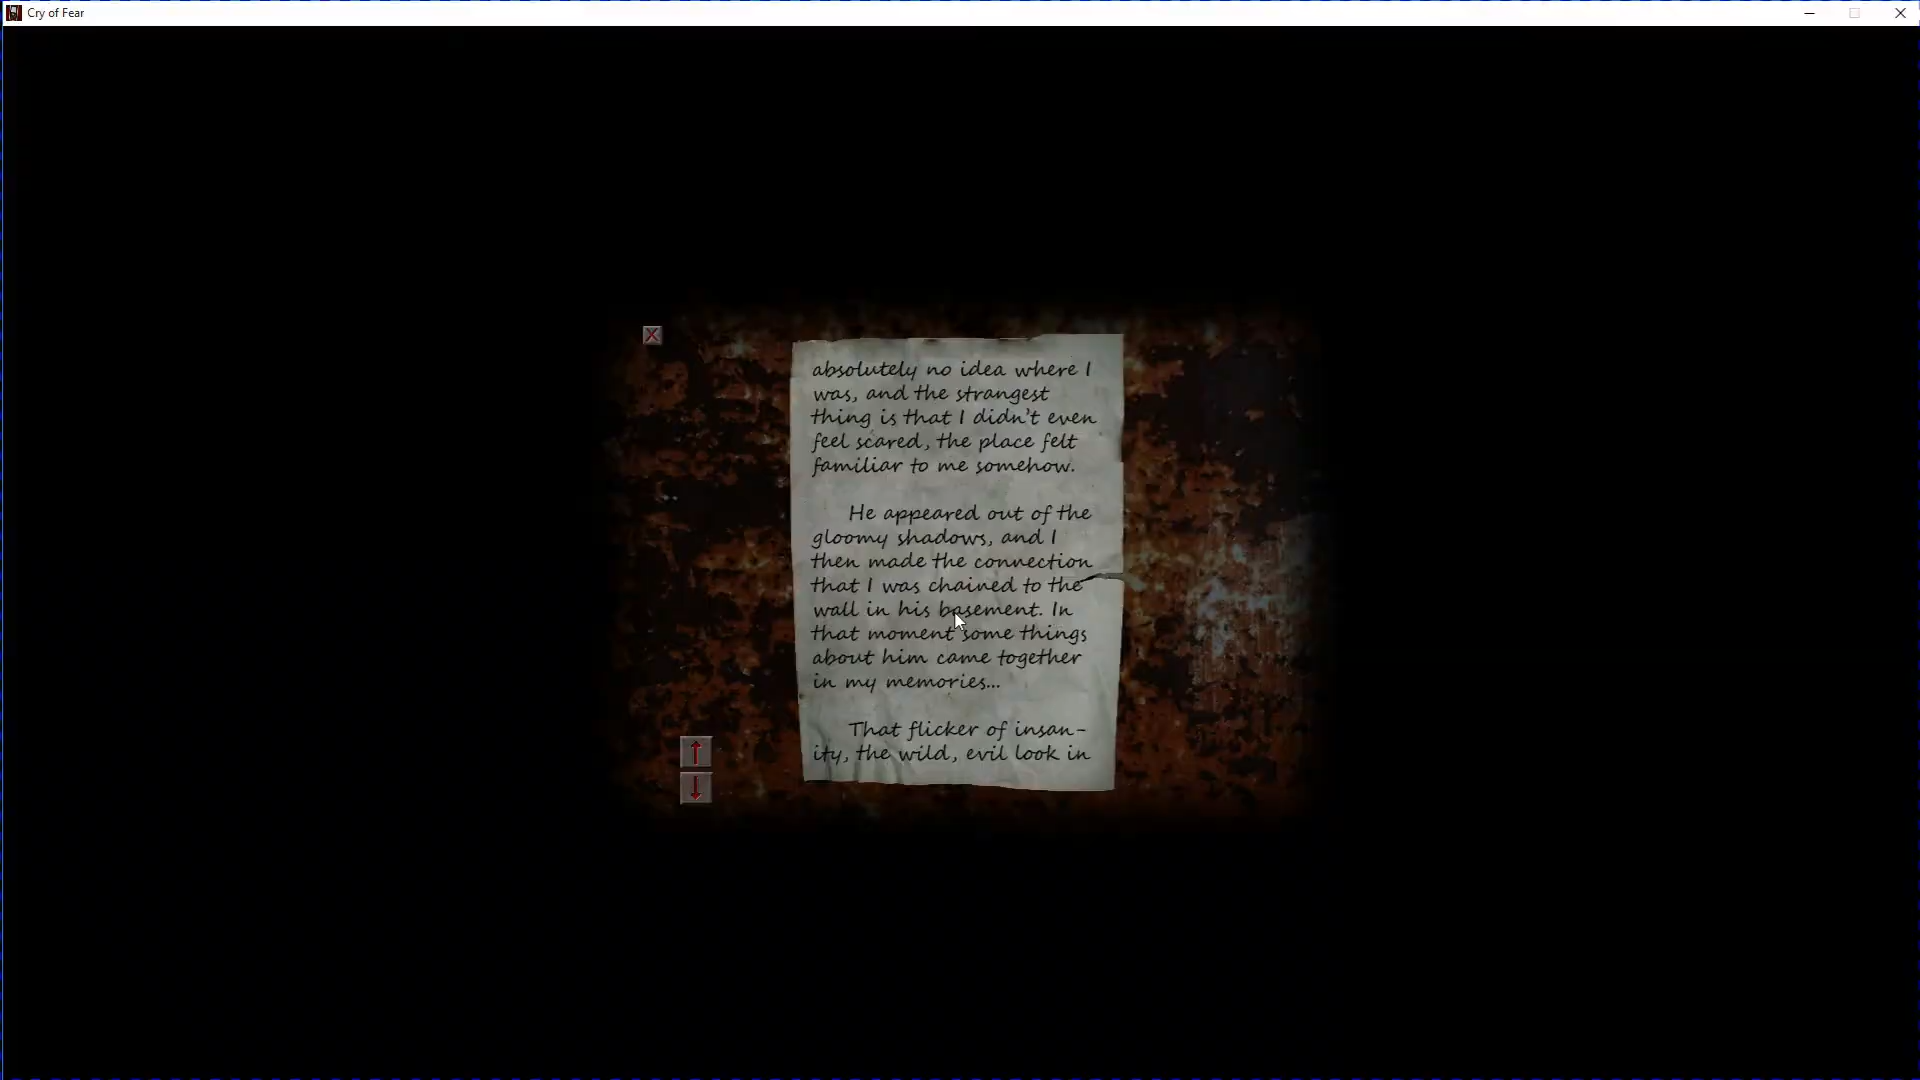 Cry of Fear
absolutely no idea where I
was, and the strangest
thing is that I didn't even
feel scared, the place felt
familiar to me somehow.
He appeared out of the
gloomy shadows, and I
then made the connection
that I was chained to the
wall in his basement. In
that moment some things
about him came together
in my memories...
That flicker of insan-
ity, the wild, evil look in